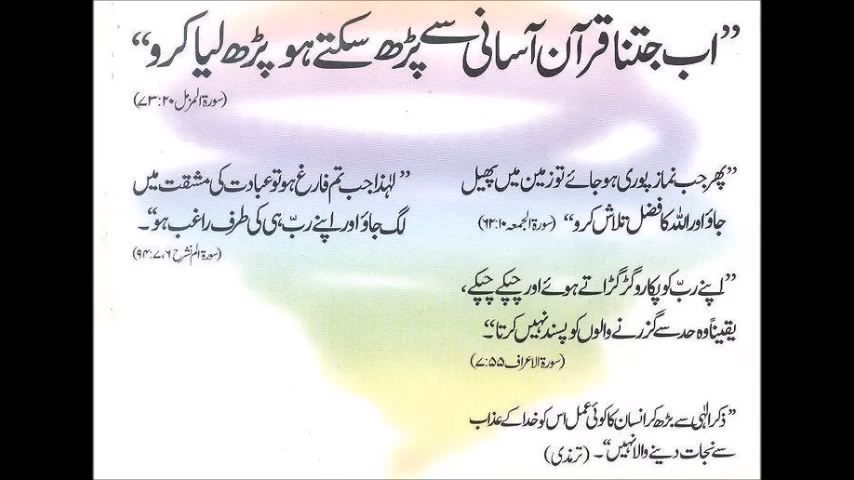 ”اب جتنا قرآن آسانی سے پڑھ سکتے ہو پڑھ لیا کرو“
(سورۃ المزمل ۷۳:۲۰)
”پھر جب نماز پوری ہو جائے تو زمین میں پھیل
جاؤ اور اللہ کا فضل تلاش کرو“ (سورۃ الجمعہ ۶۲:۱۰)
”لہٰذا جب تم فارغ ہو تو عبادت کی مشقت میں
لگ جاؤ اور اپنے ربّ ہی کی طرف راغب ہو“۔
(سورۃ الم نشرح ۹۴:۷،۶)
”اپنے ربّ کو پکارو گڑگڑاتے ہوئے اور چپکے چپکے،
یقیناً وہ حد سے گزرنے والوں کو پسند نہیں کرتا“۔
(سورۃ الاعراف ۷:۵۵)
”ذکر الٰہی سے بڑھ کر انسان کا کوئی عمل اس کو خدا کے عذاب
سے نجات دینے والا نہیں“۔ (ترمذی)